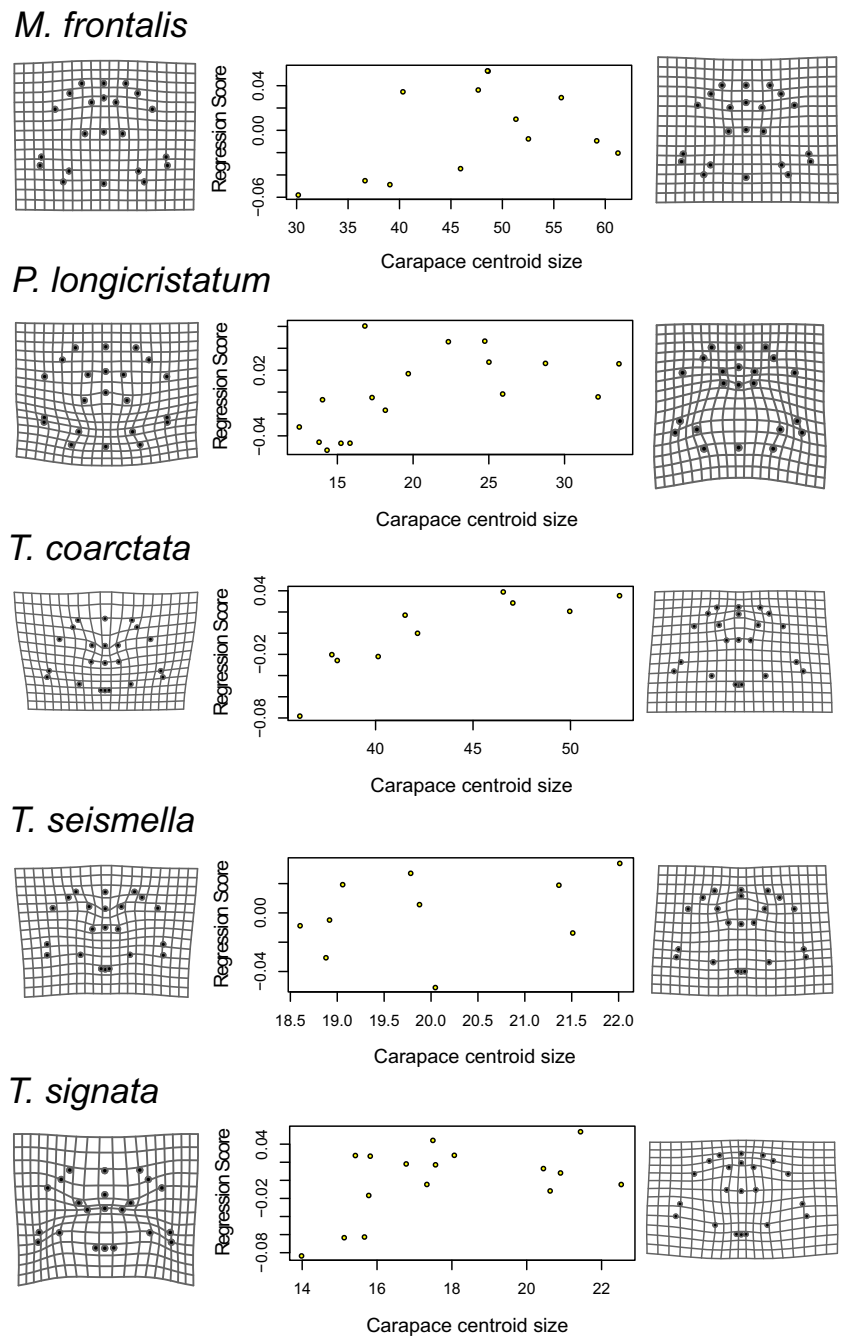 M. frontalis
Regression Score
0.04
0.00
−0.06
30 35 40 45 50 55 60
Carapace centroid size
P. longicristatum
Regression Score
0.02
−0.04
15 20 25 30
Carapace centroid size
T. coarctata
Regression Score
0.04
−0.02
−0.08
40 45 50
Carapace centroid size
T. seismella
Regression Score
0.00
−0.04
18.5 19.0 19.5 20.0 20.5 21.0 21.5 22.0
Carapace centroid size
T. signata
Regression Score
0.04
−0.02
−0.08
14 16 18 20 22
Carapace centroid size